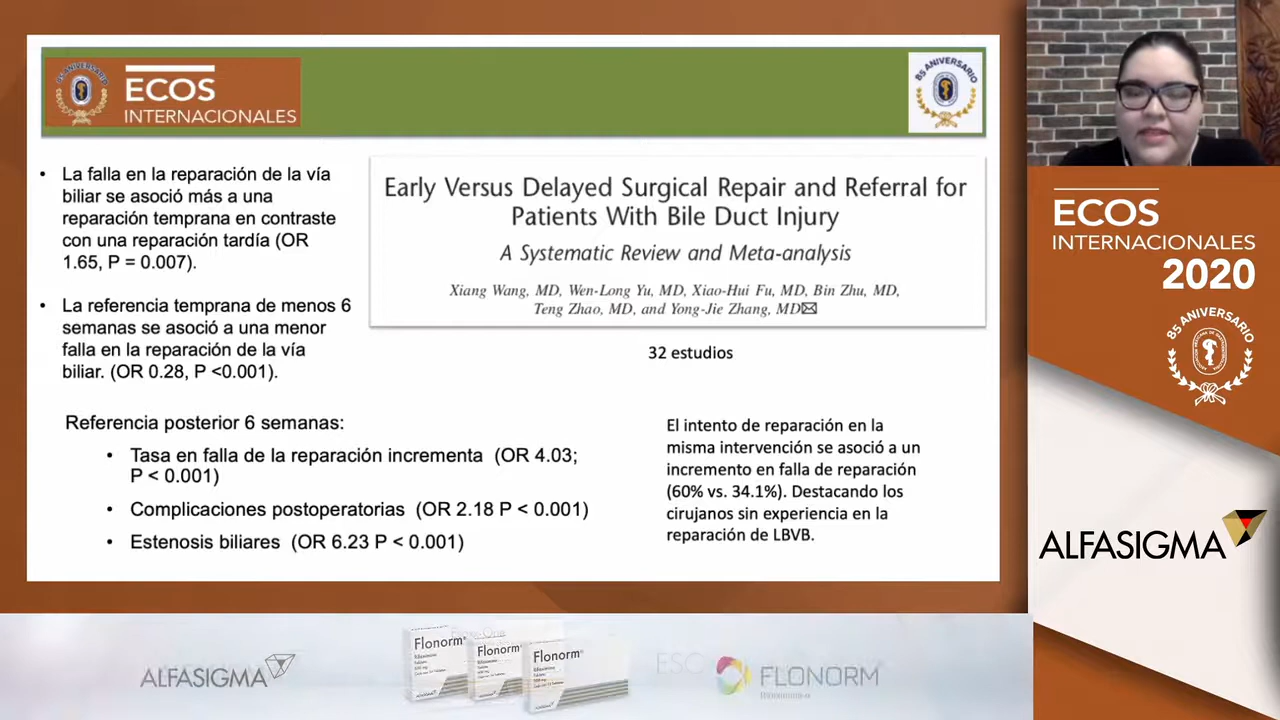 85 ANIVERSARIO
ECOS
INTERNACIONALES
85 ANIVERSARIO
• La falla en la reparación de la vía
biliar se asoció más a una
reparación temprana en contraste
con una reparación tardía (OR
1.65, P = 0.007).
• La referencia temprana de menos 6
semanas se asoció a una menor
falla en la reparación de la vía
biliar. (OR 0.28, P <0.001).
Early Versus Delayed Surgical Repair and Referral for
Patients With Bile Duct Injury
A Systematic Review and Meta-analysis
Xiang Wang, MD, Wen-Long Yu, MD, Xiao-Hui Fu, MD, Bin Zhu, MD,
Teng Zhao, MD, and Yong-Jie Zhang, MD
32 estudios
Referencia posterior 6 semanas:
• Tasa en falla de la reparación incrementa (OR 4.03;
P < 0.001)
• Complicaciones postoperatorias (OR 2.18 P < 0.001)
• Estenosis biliares (OR 6.23 P < 0.001)
El intento de reparación en la
misma intervención se asoció a un
incremento en falla de reparación
(60% vs. 34.1%). Destacando los
cirujanos sin experiencia en la
reparación de LBVB.
ECOS
INTERNACIONALES
2020
85 ANIVERSARIO
ALFASIGMA
ALFASIGMA
Flonorm
Flonorm
Flonorm
FLONORM